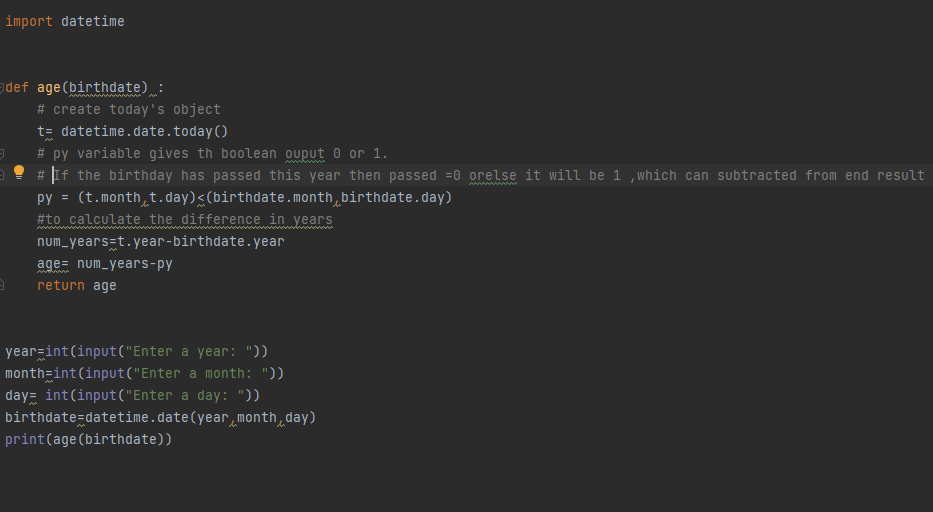 import datetime
def age(birthdate) :
# create today's object
t= datetime.date.today()
# py variable gives th boolean ouput 0 or 1.
# If the birthday has passed this year then passed =0 orelse it will be 1 ,which can subtracted from end result
py = (t.month,t.day)<(birthdate.month,birthdate.day)
#to calculate the difference in years
num_years=t.year-birthdate.year
age= num_years-py
return age
year=int(input("Enter a year: "))
month=int(input("Enter a month: "))
day= int(input("Enter a day: "))
birthdate=datetime.date(year,month,day)
print(age(birthdate))